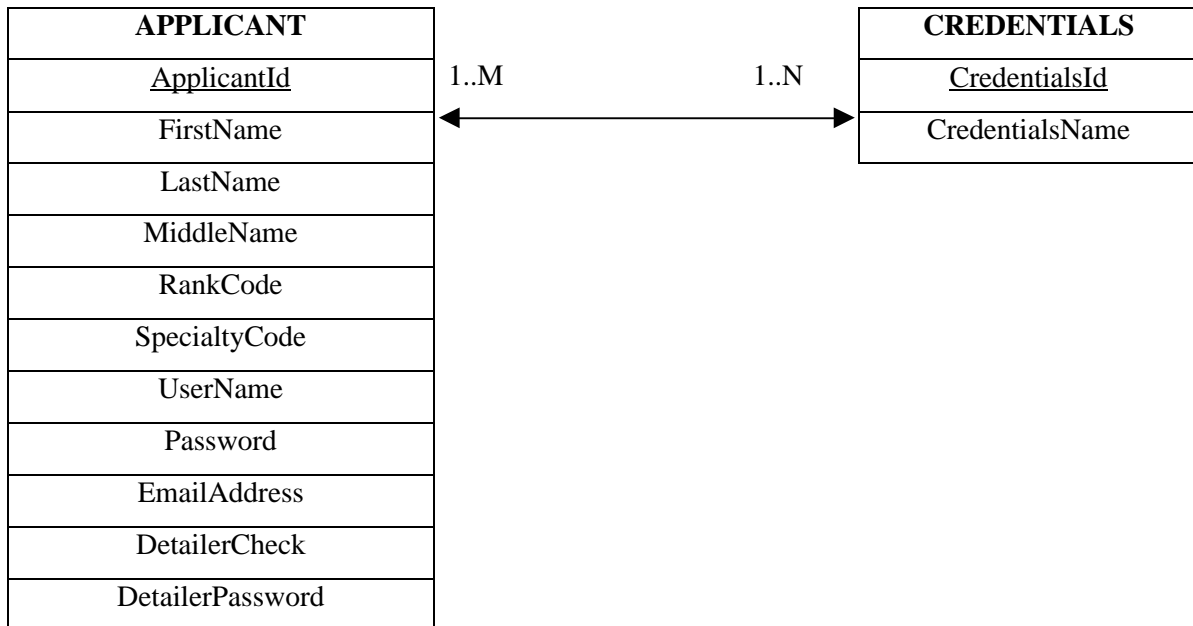 APPLICANT
ApplicantId
FirstName
LastName
MiddleName
RankCode
SpecialtyCode
UserName
Password
EmailAddress
DetailerCheck
DetailerPassword
1..M
1..N
CREDENTIALS
CredentialsId
CredentialsName